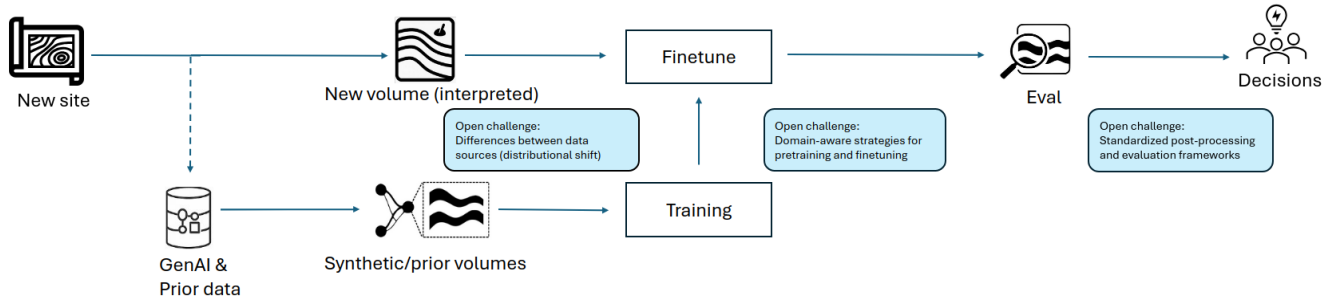 New site
New volume (interpreted)
Finetune
Eval
Decisions
Open challenge:
Differences between data
sources (distributional shift)
Open challenge:
Domain-aware strategies for
pretraining and finetuning
Open challenge:
Standardized post-processing
and evaluation frameworks
GenAI &
Prior data
Synthetic/prior volumes
Training